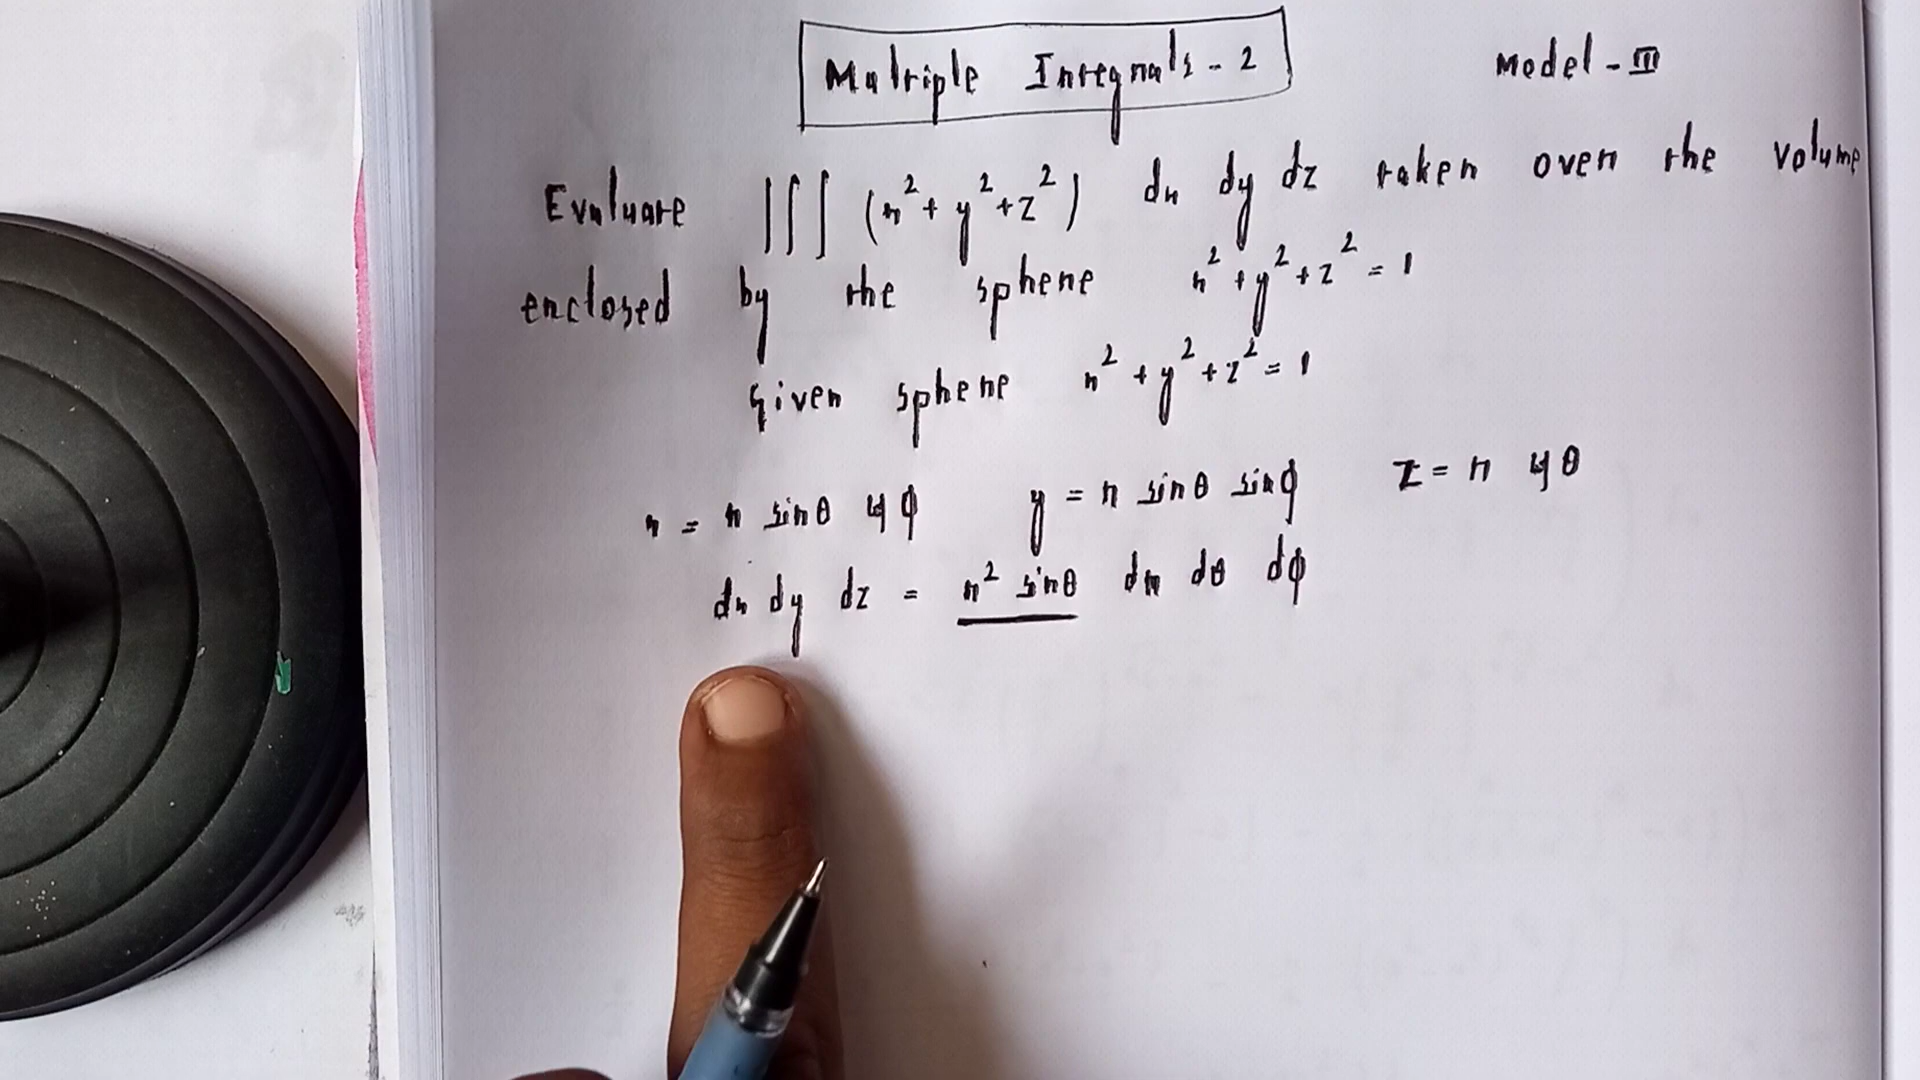 Multiple Integrals - 2
Model - III
Evaluate ∫∫∫ (x² + y² + z²) dx dy dz taken over the volume
enclosed by the sphere x² + y² + z² = 1
Given sphere x² + y² + z² = 1
x = r sinθ cosϕ y = r sinθ sinϕ z = r cosθ
dx dy dz = r² sinθ dr dθ dϕ